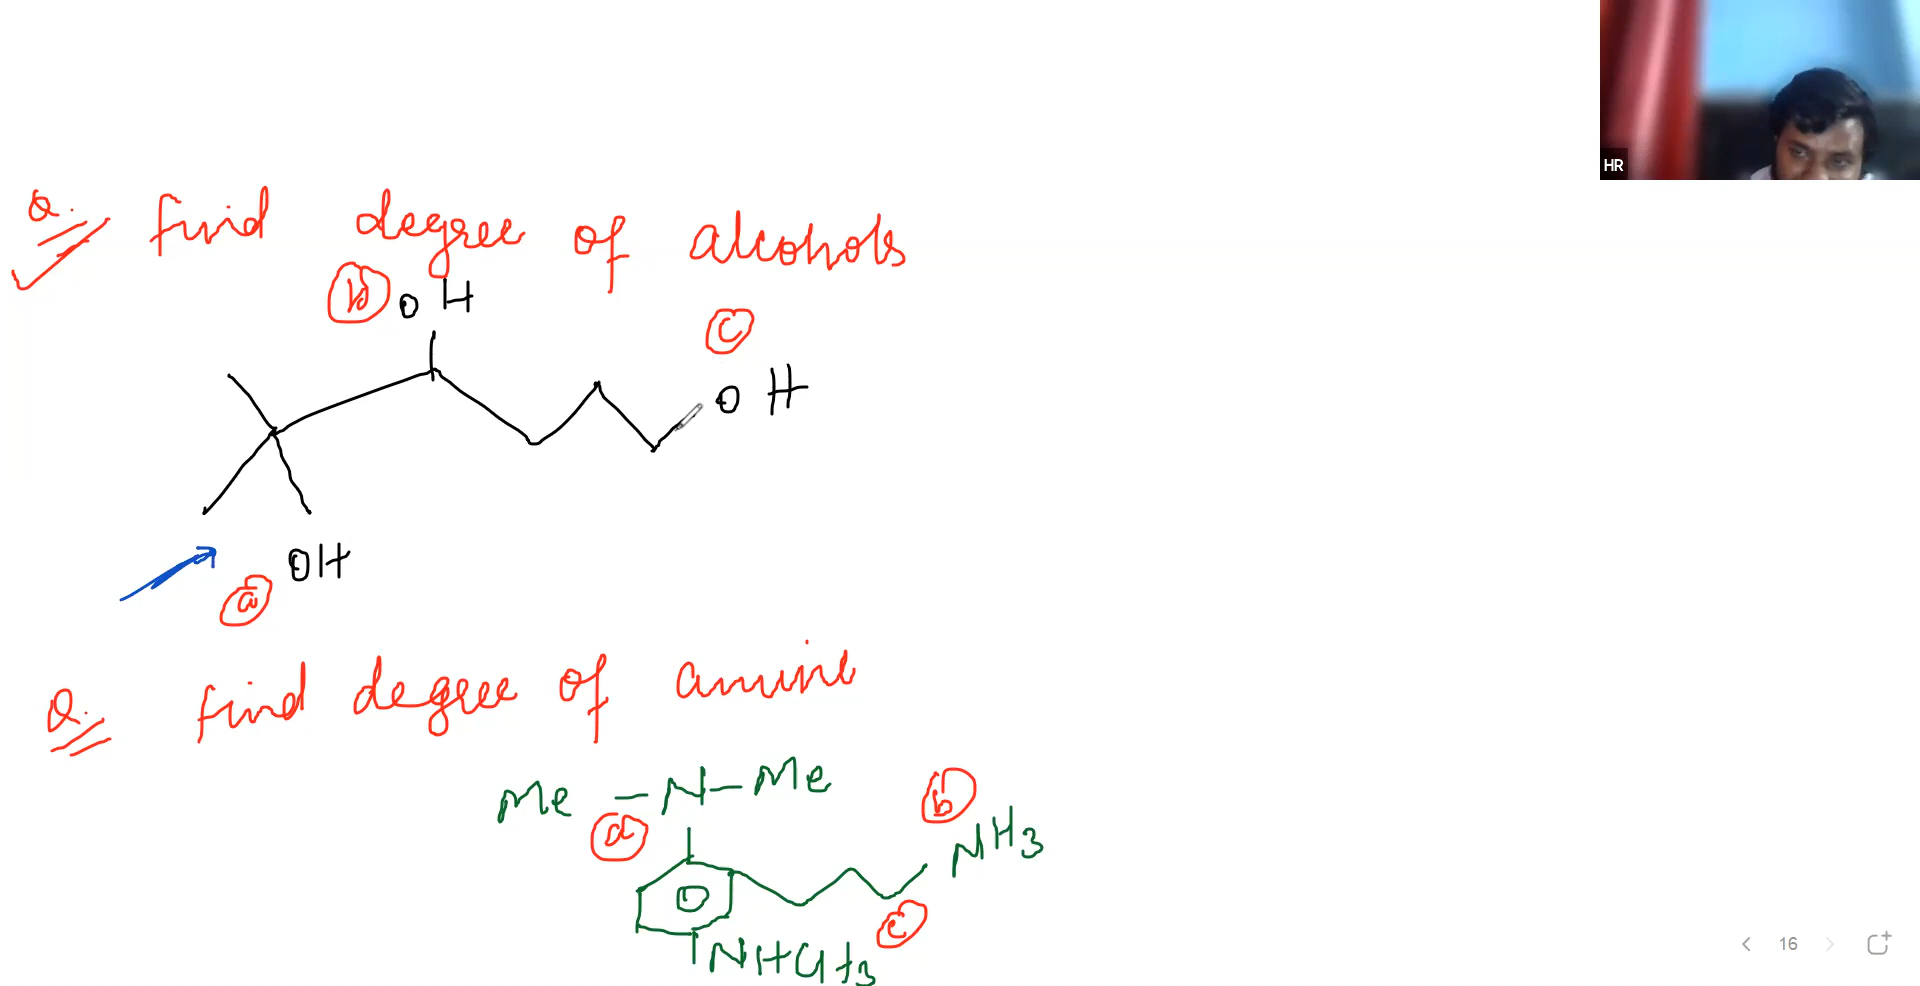 HR
Q. Find degree of alcohols
b OH
c
OH
OH
a
Q. Find degree of amine
Me - N - Me
b
a
NH3
c
NHCH3
16